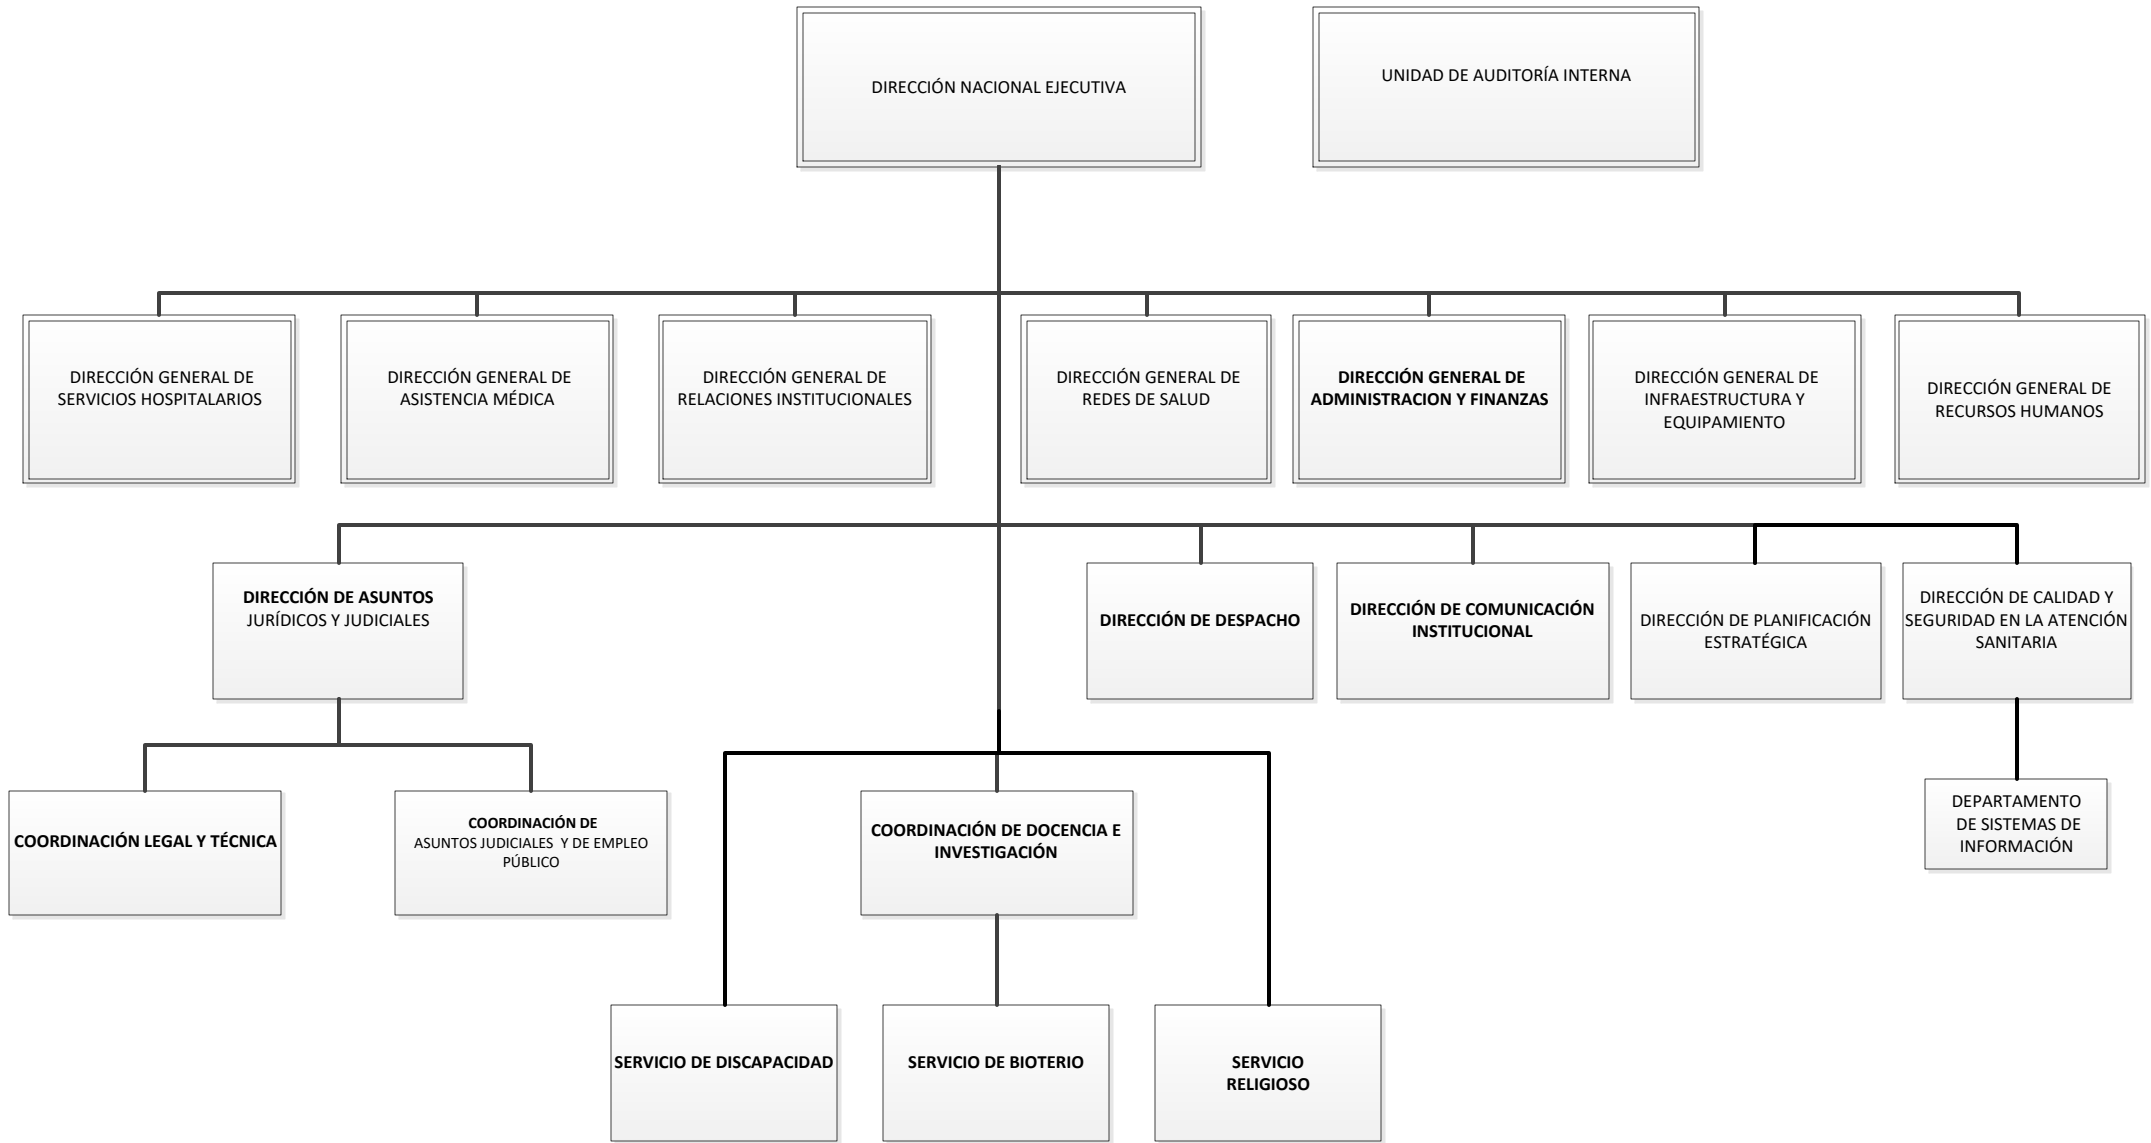 DIRECCIÓN NACIONAL EJECUTIVA
UNIDAD DE AUDITORÍA INTERNA
DIRECCIÓN GENERAL DE
SERVICIOS HOSPITALARIOS
DIRECCIÓN GENERAL DE
ASISTENCIA MÉDICA
DIRECCIÓN GENERAL DE
RELACIONES INSTITUCIONALES
DIRECCIÓN GENERAL DE
REDES DE SALUD
DIRECCIÓN GENERAL DE
ADMINISTRACION Y FINANZAS
DIRECCIÓN GENERAL DE
INFRAESTRUCTURA Y
EQUIPAMIENTO
DIRECCIÓN GENERAL DE
RECURSOS HUMANOS
DIRECCIÓN DE ASUNTOS
JURÍDICOS Y JUDICIALES
DIRECCIÓN DE DESPACHO
DIRECCIÓN DE COMUNICACIÓN
INSTITUCIONAL
DIRECCIÓN DE PLANIFICACIÓN
ESTRATÉGICA
DIRECCIÓN DE CALIDAD Y
SEGURIDAD EN LA ATENCIÓN
SANITARIA
COORDINACIÓN LEGAL Y TÉCNICA
COORDINACIÓN DE
ASUNTOS JUDICIALES Y DE EMPLEO
PÚBLICO
COORDINACIÓN DE DOCENCIA E
INVESTIGACIÓN
DEPARTAMENTO
DE SISTEMAS DE
INFORMACIÓN
SERVICIO DE DISCAPACIDAD
SERVICIO DE BIOTERIO
SERVICIO
RELIGIOSO